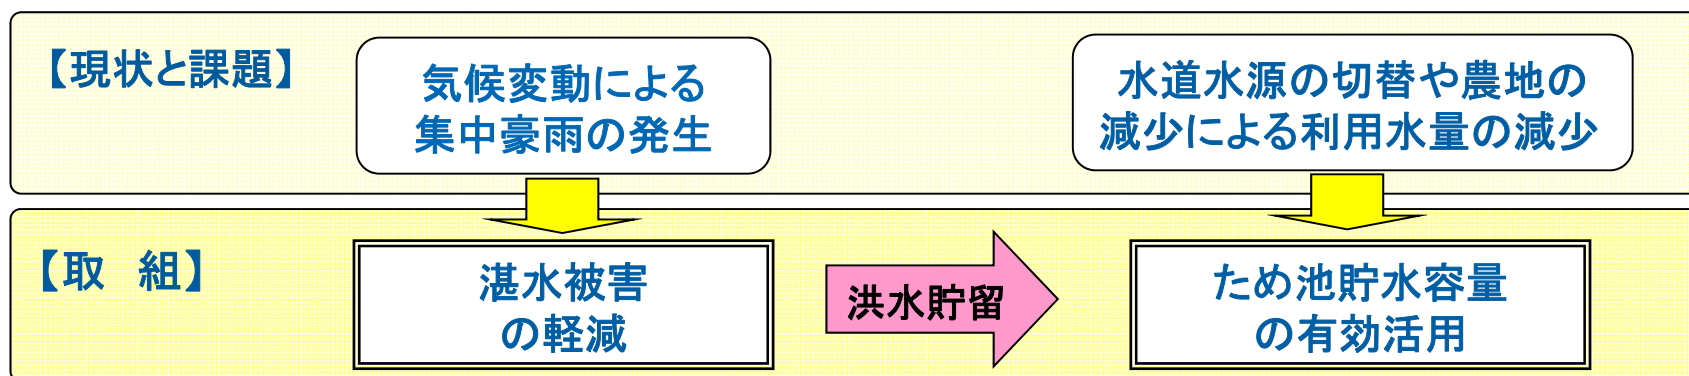 【現状と課題】
気候変動による
集中豪雨の発生
水道水源の切替や農地の
減少による利用水量の減少
【取　組】
湛水被害
の軽減
洪水貯留
ため池貯水容量
の有効活用